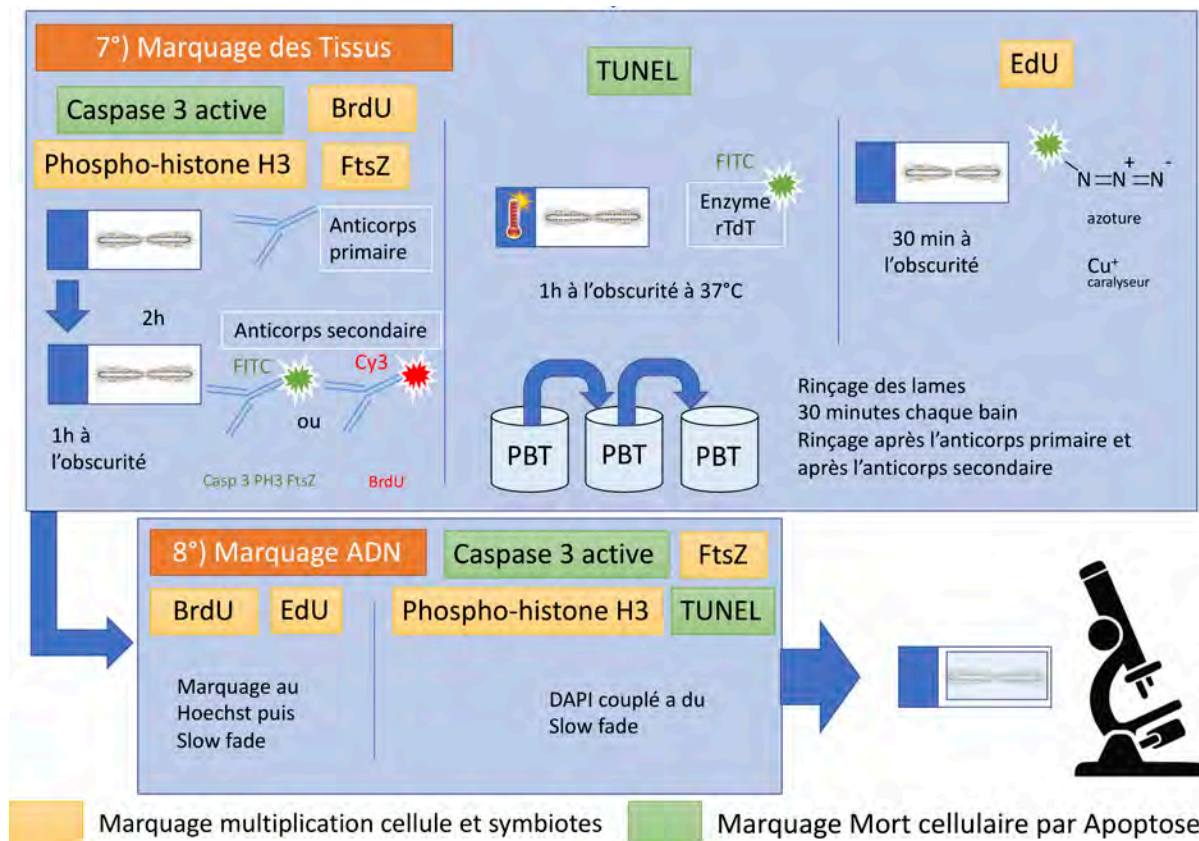 7°) Marquage des Tissus
Caspase 3 active
BrdU
Phospho-histone H3
FtsZ
Anticorps
primaire
2h
Anticorps secondaire
FITC
Cy3
ou
1h à
l'obscurité
Casp 3 PH3 FtsZ
BrdU
TUNEL
FITC
Enzyme
rTdT
1h à l'obscurité à 37°C
EdU
N=N=N
+
-
azoture
30 min à
l'obscurité
Cu+
caralyseur
PBT
PBT
PBT
Rinçage des lames
30 minutes chaque bain
Rinçage après l'anticorps primaire et
après l'anticorps secondaire
8°) Marquage ADN
Caspase 3 active
FtsZ
BrdU
EdU
Phospho-histone H3
TUNEL
Marquage au
Hoechst puis
Slow fade
DAPI couplé a du
Slow fade
Marquage multiplication cellule et symbiotes
Marquage Mort cellulaire par Apoptose